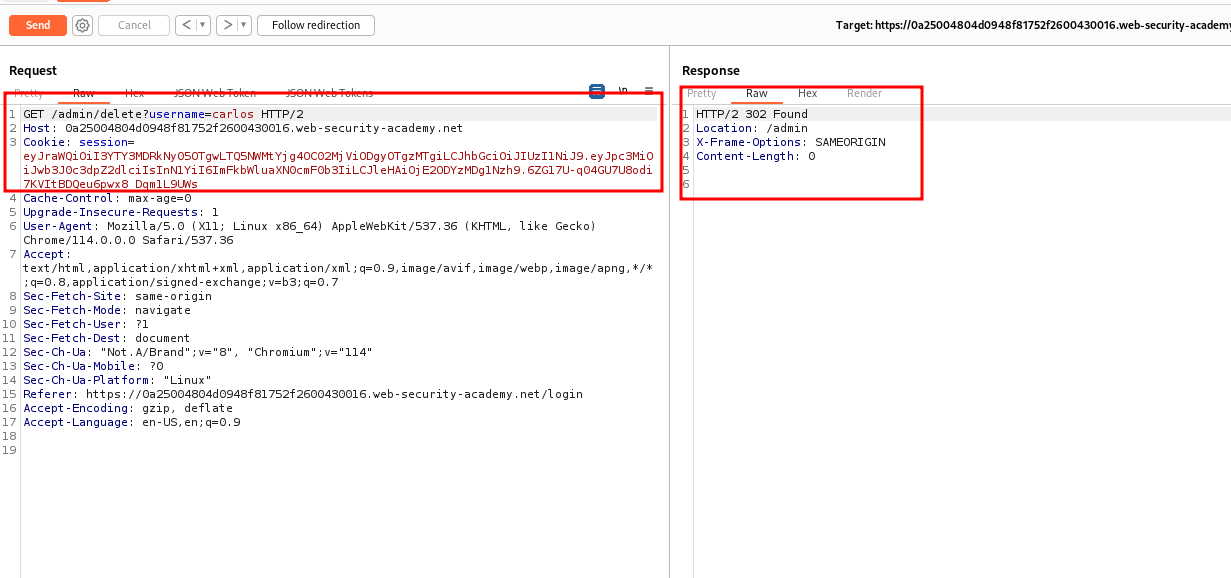 Send
Cancel
<
>
Follow redirection
Target: https://0a25004804d0948f81752f2600430016.web-security-academy
Request
Pretty Raw Hex JSON Web Token JSON Web Tokens
1 GET /admin/delete?username=carlos HTTP/2
2 Host: 0a25004804d0948f81752f2600430016.web-security-academy.net
3 Cookie: session=
4 Cache-Control: max-age=0
5 Upgrade-Insecure-Requests: 1
6 User-Agent: Mozilla/5.0 (X11; Linux x86_64) AppleWebKit/537.36 (KHTML, like Gecko)
Chrome/114.0.0.0 Safari/537.36
7 Accept:
text/html,application/xhtml+xml,application/xml;q=0.9,image/avif,image/webp,image/apng,*/*
;q=0.8,application/signed-exchange;v=b3;q=0.7
8 Sec-Fetch-Site: same-origin
9 Sec-Fetch-Mode: navigate
10 Sec-Fetch-User: ?1
11 Sec-Fetch-Dest: document
12 Sec-Ch-Ua: "Not.A/Brand";v="8", "Chromium";v="114"
13 Sec-Ch-Ua-Mobile: ?0
14 Sec-Ch-Ua-Platform: "Linux"
15 Referer: https://0a25004804d0948f81752f2600430016.web-security-academy.net/login
16 Accept-Encoding: gzip, deflate
17 Accept-Language: en-US,en;q=0.9
18
19
Response
Pretty Raw Hex Render
1 HTTP/2 302 Found
2 Location: /admin
3 X-Frame-Options: SAMEORIGIN
4 Content-Length: 0
5
6